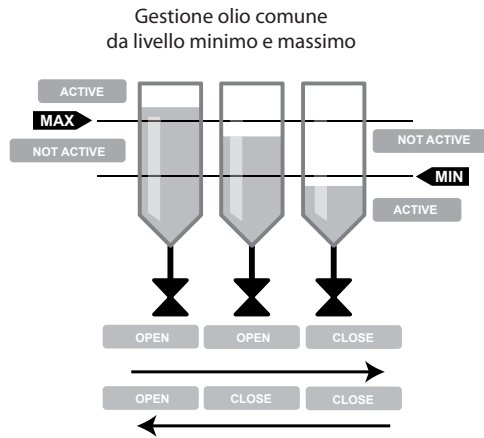 Gestione olio comune
da livello minimo e massimo
ACTIVE
MAX
NOT ACTIVE
NOT ACTIVE
MIN
ACTIVE
OPEN OPEN CLOSE
OPEN CLOSE CLOSE